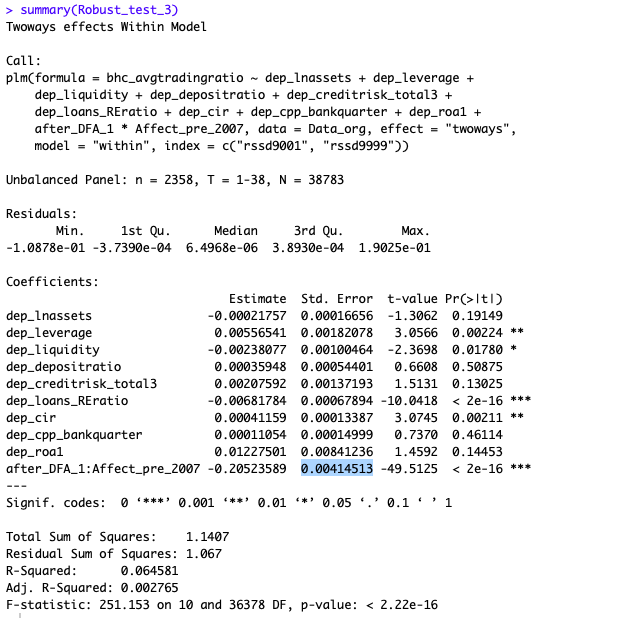 > summary(Robust_test_3)
Twoways effects Within Model
Call:
plm(formula = bhc_avgtradingratio ~ dep_lnassets + dep_leverage +
    dep_liquidity + dep_depositratio + dep_creditrisk_total3 +
    dep_loans_REratio + dep_cir + dep_cpp_bankquarter + dep_roa1 +
    after_DFA_1 * Affect_pre_2007, data = Data_org, effect = "twoways",
    model = "within", index = c("rssd9001", "rssd9999"))
Unbalanced Panel: n = 2358, T = 1-38, N = 38783
Residuals:
       Min.     1st Qu.      Median     3rd Qu.        Max.
-1.0878e-01 -3.7390e-04  6.4968e-06  3.8930e-04  1.9025e-01
Coefficients:
                              Estimate  Std. Error  t-value Pr(>|t|)
dep_lnassets               -0.00021757  0.00016656  -1.3062  0.19149
dep_leverage                0.00556541  0.00182078   3.0566  0.00224 **
dep_liquidity              -0.00238077  0.00100464  -2.3698  0.01780 *
dep_depositratio            0.00035948  0.00054401   0.6608  0.50875
dep_creditrisk_total3       0.00207592  0.00137193   1.5131  0.13025
dep_loans_REratio          -0.00681784  0.00067894 -10.0418  < 2e-16 ***
dep_cir                     0.00041159  0.00013387   3.0745  0.00211 **
dep_cpp_bankquarter         0.00011054  0.00014999   0.7370  0.46114
dep_roa1                    0.01227501  0.00841236   1.4592  0.14453
after_DFA_1:Affect_pre_2007 -0.20523589  0.00414513 -49.5125  < 2e-16 ***
---
Signif. codes:  0 ‘***’ 0.001 ‘**’ 0.01 ‘*’ 0.05 ‘.’ 0.1 ‘ ’ 1
Total Sum of Squares:    1.1407
Residual Sum of Squares: 1.067
R-Squared:      0.064581
Adj. R-Squared: 0.002765
F-statistic: 251.153 on 10 and 36378 DF, p-value: < 2.22e-16